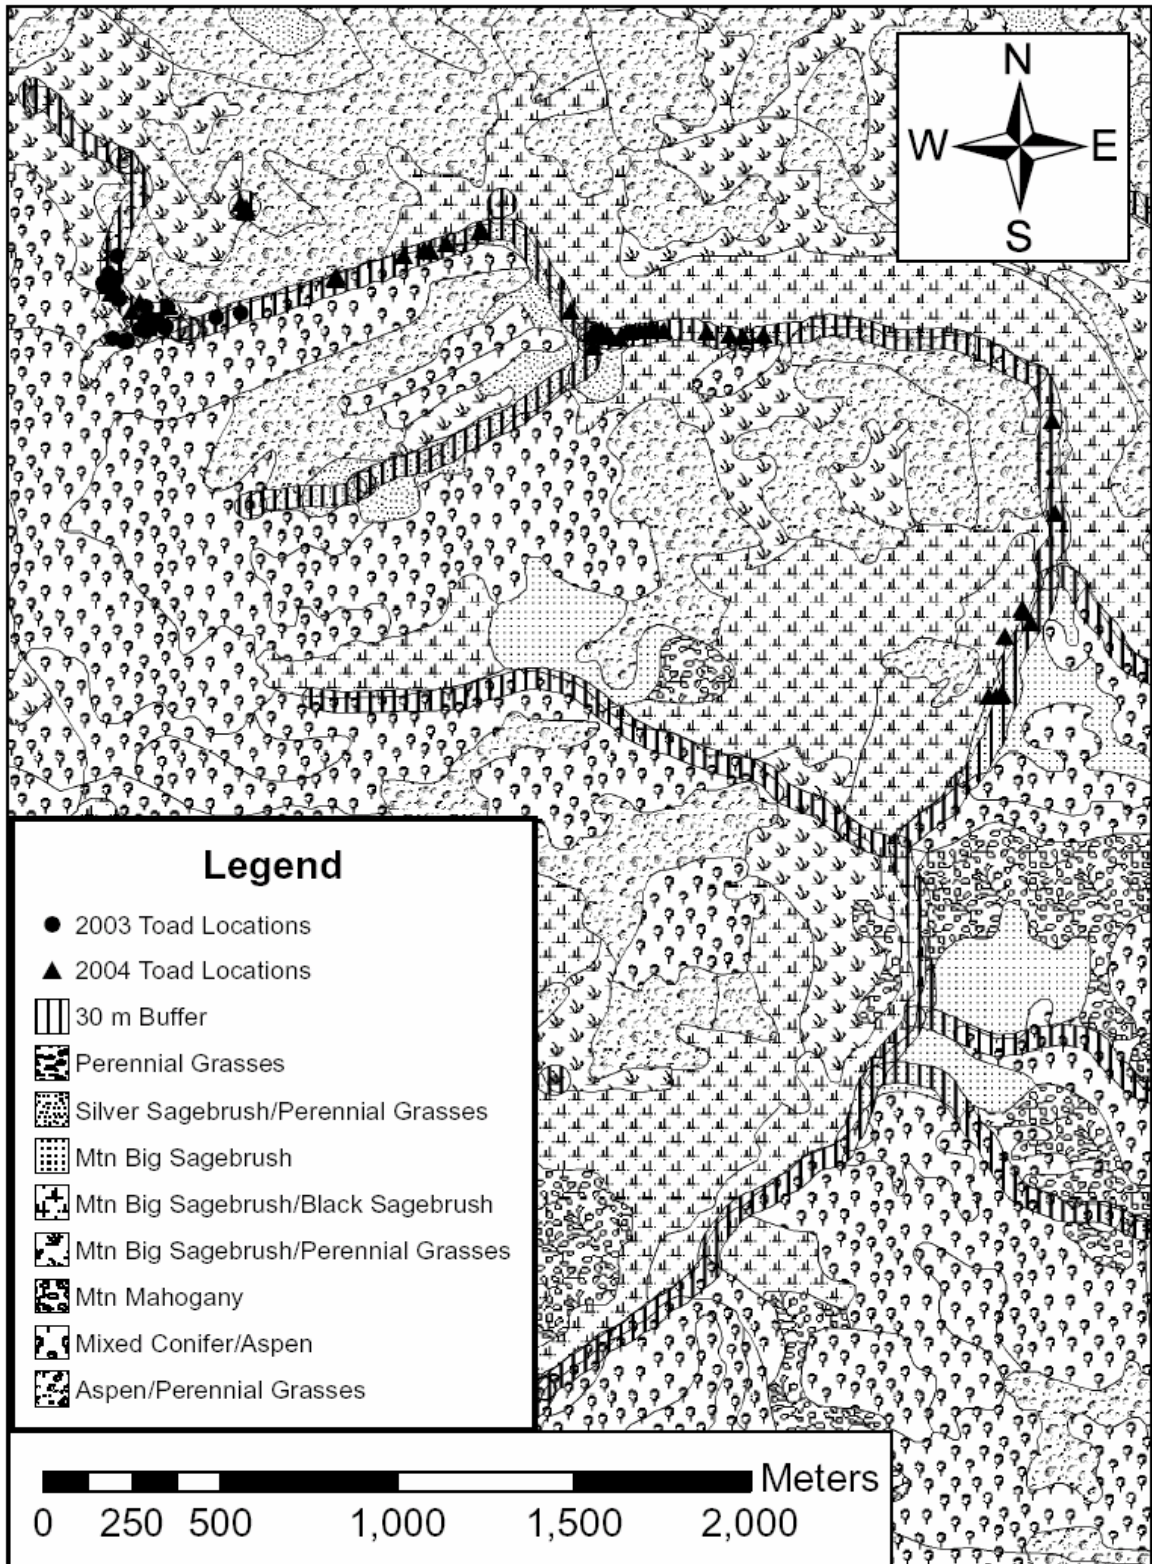 N
W E
S
Legend
2003 Toad Locations
2004 Toad Locations
30 m Buffer
Perennial Grasses
Silver Sagebrush/Perennial Grasses
Mtn Big Sagebrush
Mtn Big Sagebrush/Black Sagebrush
Mtn Big Sagebrush/Perennial Grasses
Mtn Mahogany
Mixed Conifer/Aspen
Aspen/Perennial Grasses
Meters
0 250 500 1,000 1,500 2,000